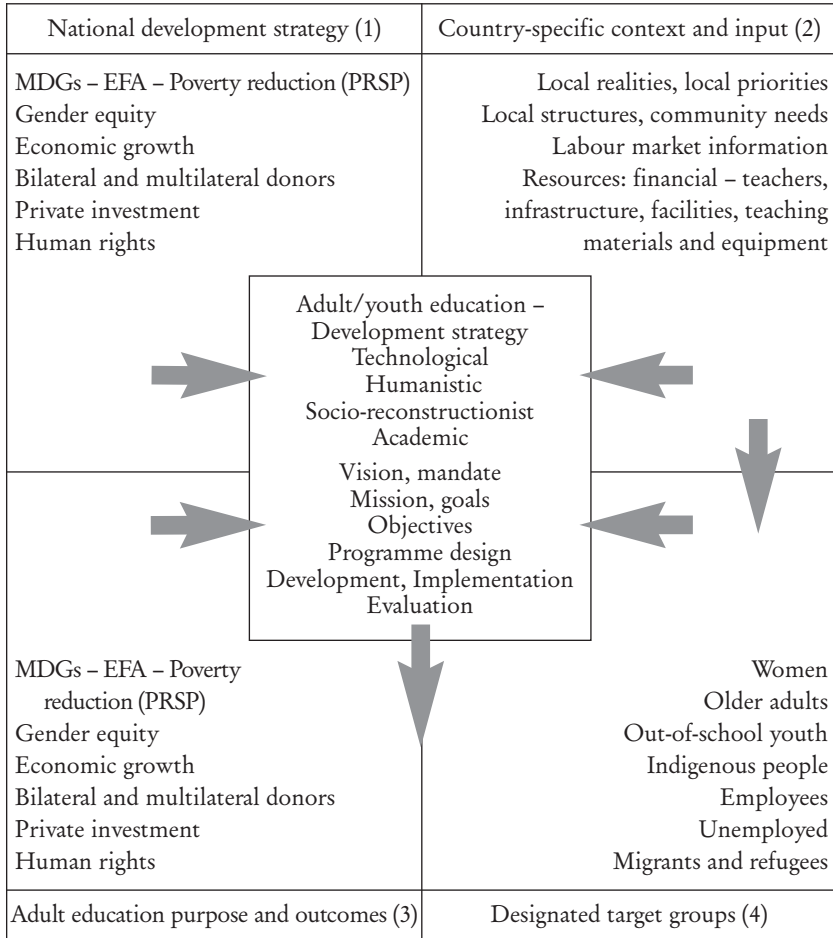 National development strategy (1)
Country-specific context and input (2)
MDGs – EFA – Poverty reduction (PRSP)
Gender equity
Economic growth
Bilateral and multilateral donors
Private investment
Human rights
Local realities, local priorities
Local structures, community needs
Labour market information
Resources: financial – teachers,
infrastructure, facilities, teaching
materials and equipment
Adult/youth education –
Development strategy
Technological
Humanistic
Socio-reconstructionist
Academic
Vision, mandate
Mission, goals
Objectives
Programme design
Development, Implementation
Evaluation
MDGs – EFA – Poverty
reduction (PRSP)
Gender equity
Economic growth
Bilateral and multilateral donors
Private investment
Human rights
Women
Older adults
Out-of-school youth
Indigenous people
Employees
Unemployed
Migrants and refugees
Adult education purpose and outcomes (3)
Designated target groups (4)